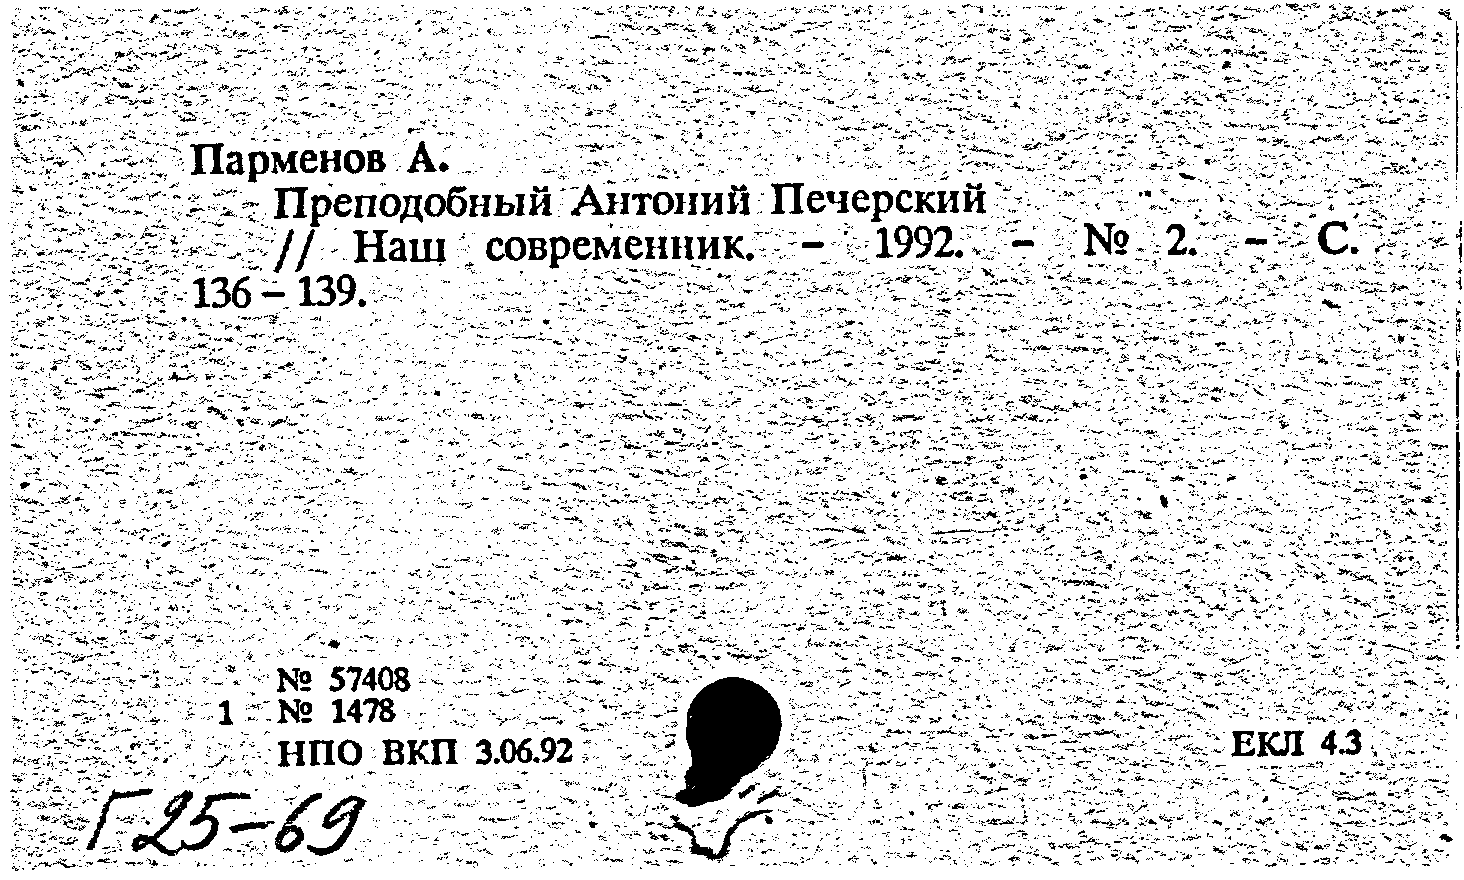 Парменов А.
Преподобный Антоний Печерский
// Наш современник. – 1992. – № 2. – С.
136 – 139.
№ 57408
1 № 1478
НПО ВКП 3.06.92
ЕКЛ 4.3
Г25-69